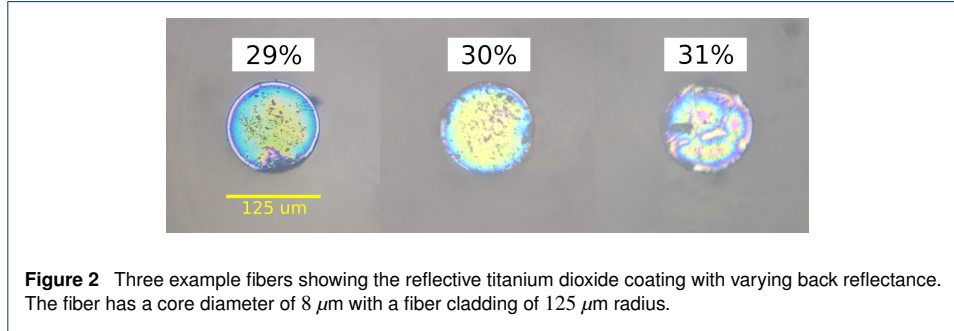 29% 30% 31%
125 um
Figure 2 Three example fibers showing the reflective titanium dioxide coating with varying back reflectance.
The fiber has a core diameter of 8 μm with a fiber cladding of 125 μm radius.